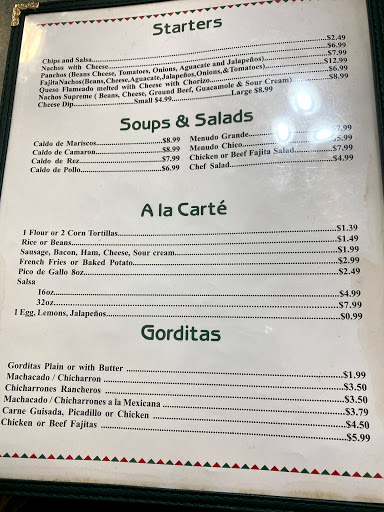 Starters
Chips and Salsa.....$2.49
Nachos with Cheese.....$6.99
Panchos (Beans Cheese, Tomatoes, Onions, Aguacate and Jalapeños).....$7.99
FajitaNachos(Beans,Cheese,Aguacate,Jalapeños,Onions,&Tomatoes).....$12.99
Queso Flameado melted with Cheese with Chorizo.....$6.99
Nachos Supreme ( Beans, Cheese, Ground Beef, Guacamole & Sour Cream).....$8.99
Cheese Dip.....Small $4.99.....Large $8.99
Soups & Salads
Caldo de Mariscos.....$8.99
Caldo de Camaron.....$8.99
Caldo de Rez.....$7.99
Caldo de Pollo.....$6.99
Menudo Grande.....7.99
Menudo Chico.....5.99
Chicken or Beef Fajita Salad.....$7.99
Chef Salad.....$4.99
A la Carté
1 Flour or 2 Corn Tortillas.....$1.39
Rice or Beans.....$1.49
Sausage, Bacon, Ham, Cheese, Sour cream.....$1.99
French Fries or Baked Potato.....$2.99
Pico de Gallo 8oz.....$2.49
Salsa
16oz.....$4.99
32oz.....$7.99
1 Egg, Lemons, Jalapeños.....$0.99
Gorditas
Gorditas Plain or with Butter.....$1.99
Machacado / Chicharron.....$3.50
Chicharrones Rancheros.....$3.50
Machacado / Chicharrones a la Mexicana.....$3.79
Carne Guisada, Picadillo or Chicken.....$4.50
Chicken or Beef Fajitas.....$5.99